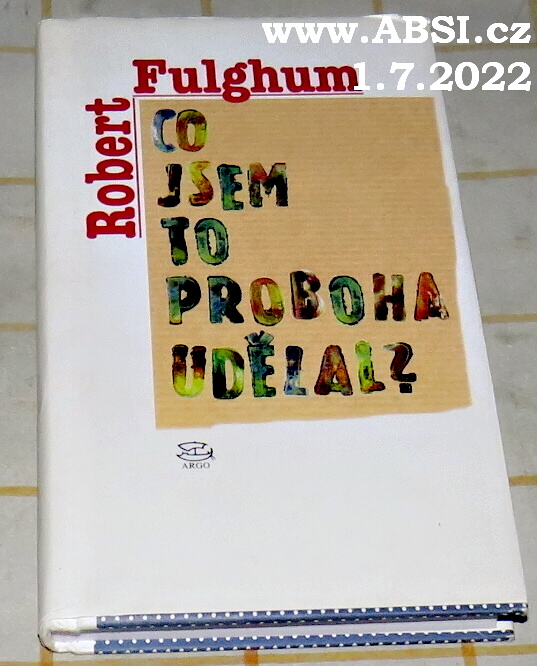 www.ABSI.cz
1.7.2022
Robert
Fulghum
CO
JSEM
TO
PROBOHA
UDĚLAL?
ARGO